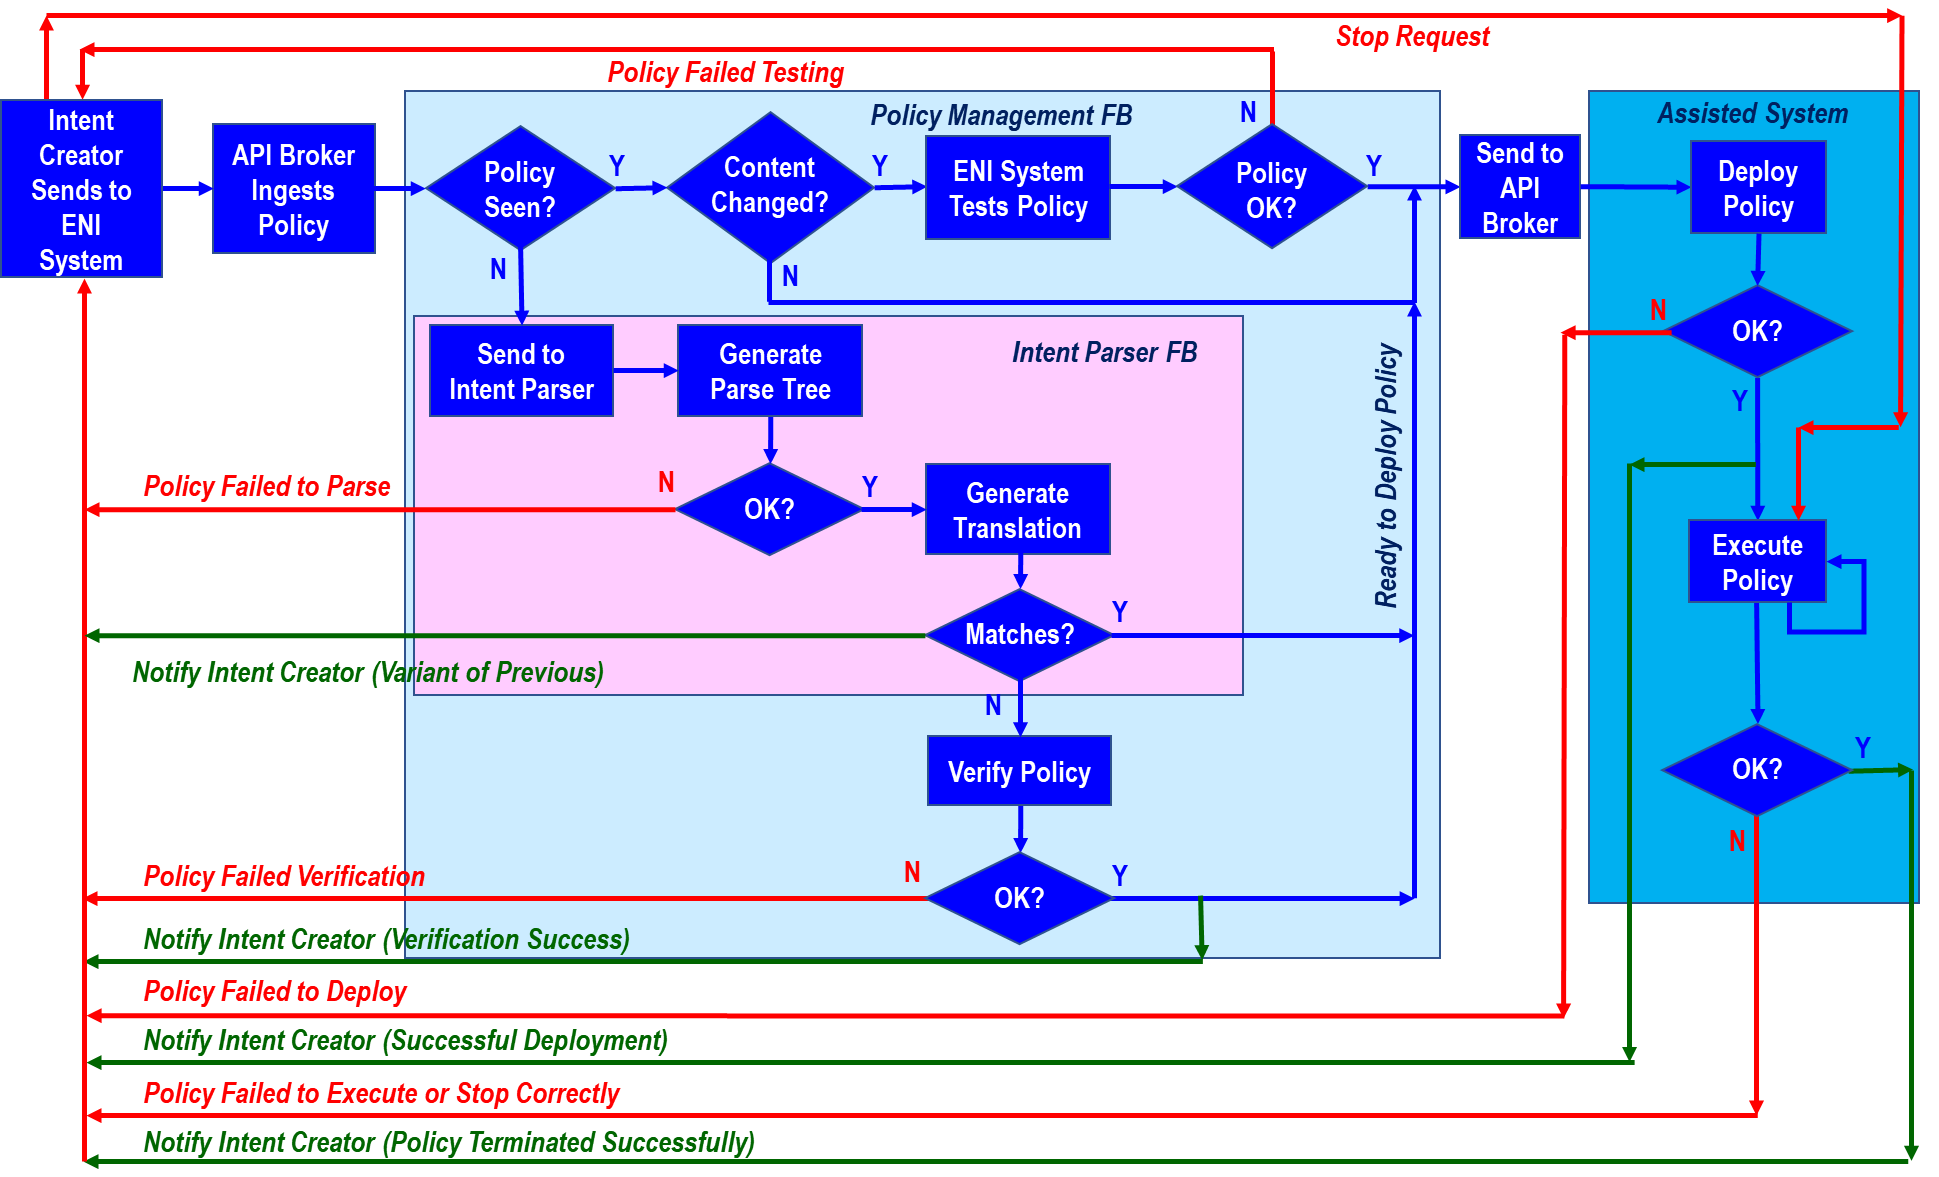 Stop Request
Policy Failed Testing
Intent
Creator
Sends to
ENI
System
API Broker
Ingests
Policy
Policy Management FB
Policy
Seen?
Y
N
Content
Changed?
Y
N
ENI System
Tests Policy
N
Policy
OK?
Y
Send to
API
Broker
Assisted System
Deploy
Policy
OK?
N
Y
Intent Parser FB
Send to
Intent Parser
Generate
Parse Tree
Ready to Deploy Policy
Policy Failed to Parse
N
OK?
Y
Generate
Translation
Execute
Policy
Matches?
Y
N
Notify Intent Creator (Variant of Previous)
Verify Policy
OK?
Y
N
Policy Failed Verification
N
OK?
Y
Notify Intent Creator (Verification Success)
Policy Failed to Deploy
Notify Intent Creator (Successful Deployment)
Policy Failed to Execute or Stop Correctly
Notify Intent Creator (Policy Terminated Successfully)